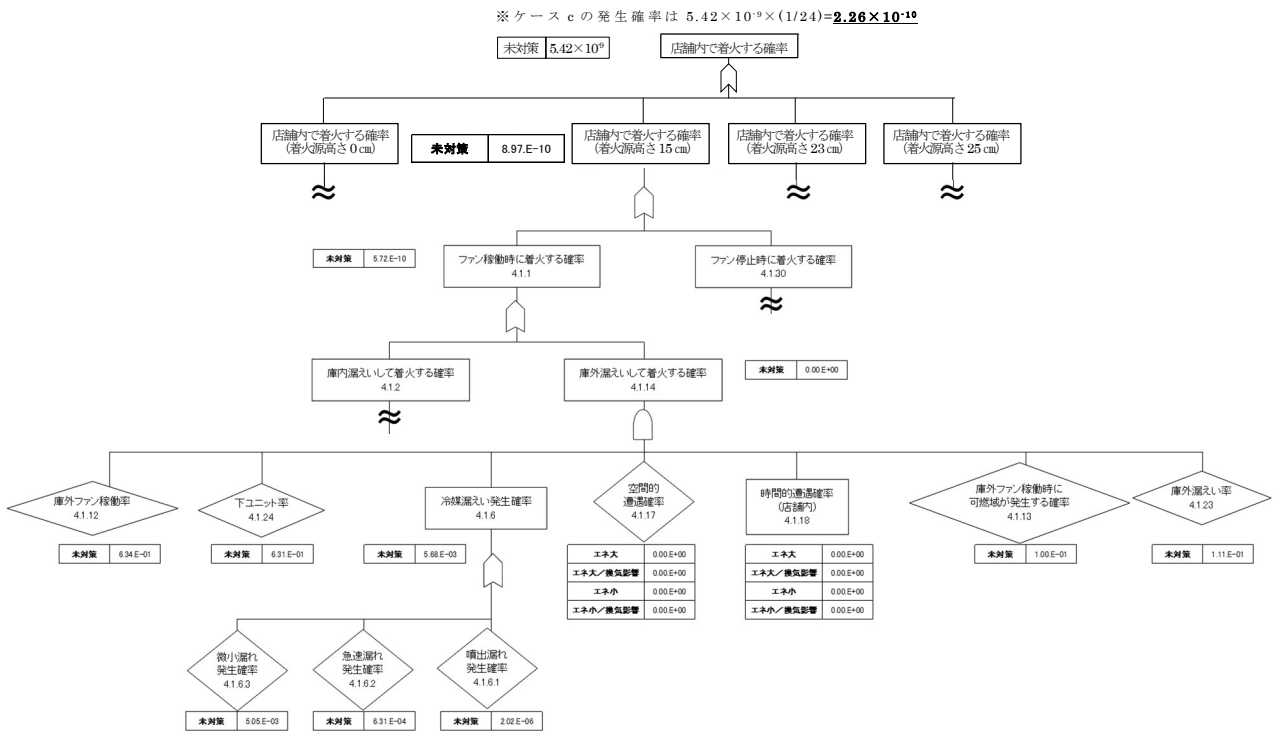 ※ケースcの発生確率は 5.42×10⁻⁹×(1/24)=2.26×10⁻¹⁰
未対策 5.42×10⁹
店舗内で着火する確率
店舗内で着火する確率
(着火源高さ0㎝)
未対策 8.97.E-10
店舗内で着火する確率
(着火源高さ15㎝)
店舗内で着火する確率
(着火源高さ23㎝)
店舗内で着火する確率
(着火源高さ25㎝)
未対策 5.72.E-10
ファン稼働時に着火する確率
4.1.1
ファン停止時に着火する確率
4.1.30
庫内漏えいして着火する確率
4.1.2
庫外漏えいして着火する確率
4.1.14
未対策 0.00.E+00
庫外ファン稼働率
4.1.12
未対策 6.34.E-01
下ユニット率
4.1.24
未対策 6.31.E-01
冷媒漏えい発生確率
4.1.6
未対策 5.68.E-03
空間的
遭遇確率
4.1.17
エネ大 0.00.E+00
エネ大/換気影響 0.00.E+00
エネ小 0.00.E+00
エネ小/換気影響 0.00.E+00
時間的遭遇確率
(店舗内)
4.1.18
エネ大 0.00.E+00
エネ大/換気影響 0.00.E+00
エネ小 0.00.E+00
エネ小/換気影響 0.00.E+00
庫外ファン稼働時に
可燃域が発生する確率
4.1.13
未対策 1.00.E-01
庫外漏えい率
4.1.23
未対策 1.11.E-01
微小漏れ
発生確率
4.1.6.3
未対策 5.05.E-03
急速漏れ
発生確率
4.1.6.2
未対策 6.31.E-04
噴出漏れ
発生確率
4.1.6.1
未対策 2.02.E-06